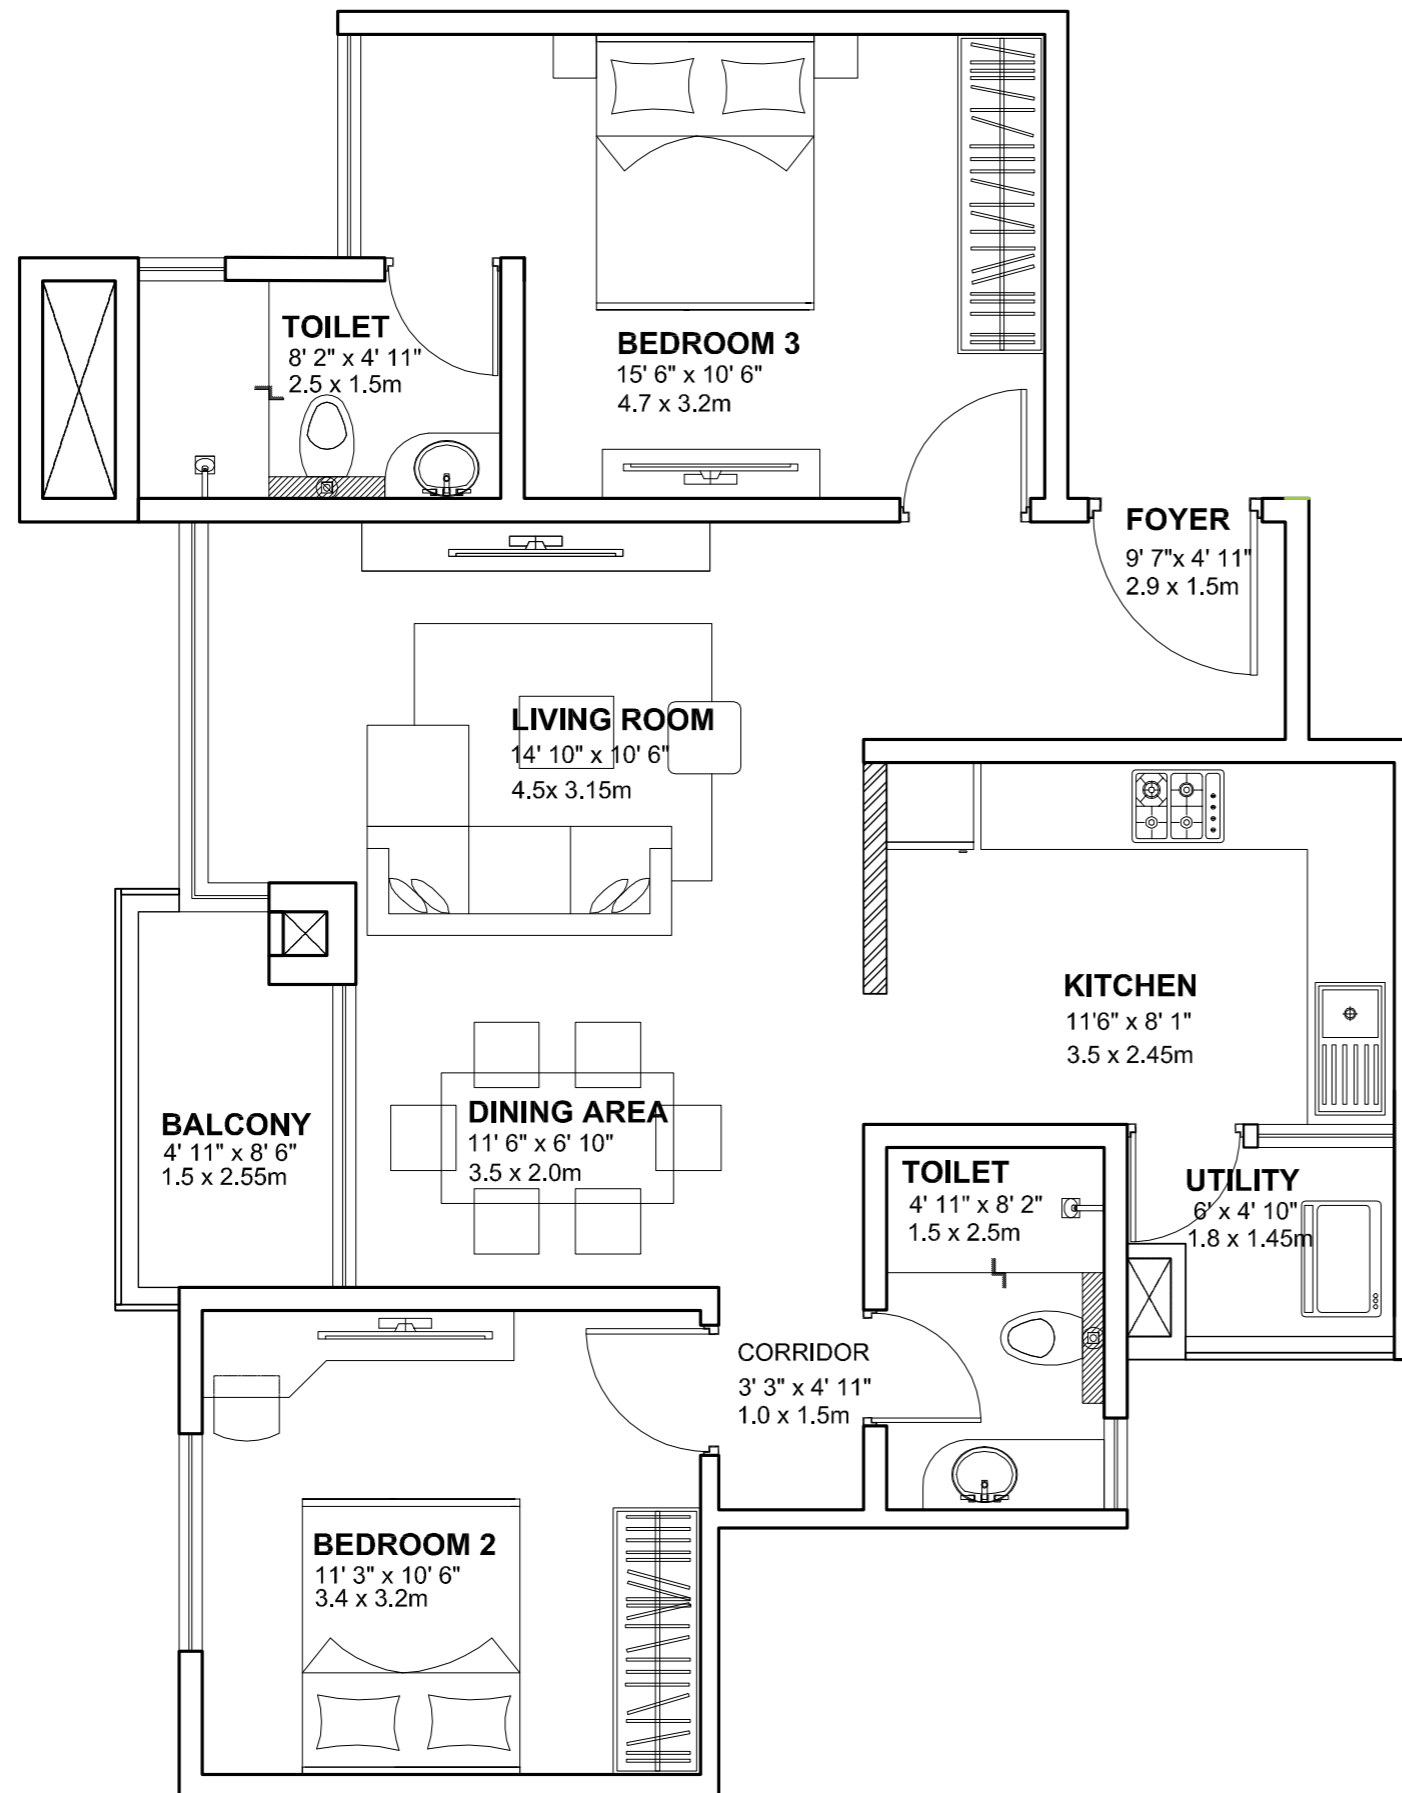 TOILET
8' 2" x 4' 11"
2.5 x 1.5m
BEDROOM 3
15' 6" x 10' 6"
4.7 x 3.2m
FOYER
9' 7"x 4' 11"
2.9 x 1.5m
LIVING ROOM
14' 10" x 10' 6"
4.5x 3.15m
KITCHEN
11'6" x 8' 1"
3.5 x 2.45m
BALCONY
4' 11" x 8' 6"
1.5 x 2.55m
DINING AREA
11' 6" x 6' 10"
3.5 x 2.0m
TOILET
4' 11" x 8' 2"
1.5 x 2.5m
UTILITY
6' x 4' 10"
1.8 x 1.45m
CORRIDOR
3' 3" x 4' 11"
1.0 x 1.5m
BEDROOM 2
11' 3" x 10' 6"
3.4 x 3.2m